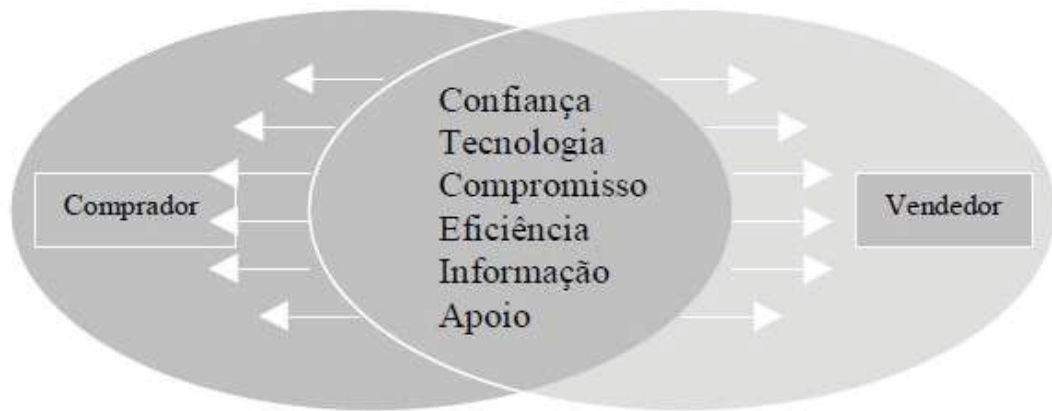 Confiança
Tecnologia
Compromisso
Eficiência
Informação
Apoio
Comprador
Vendedor